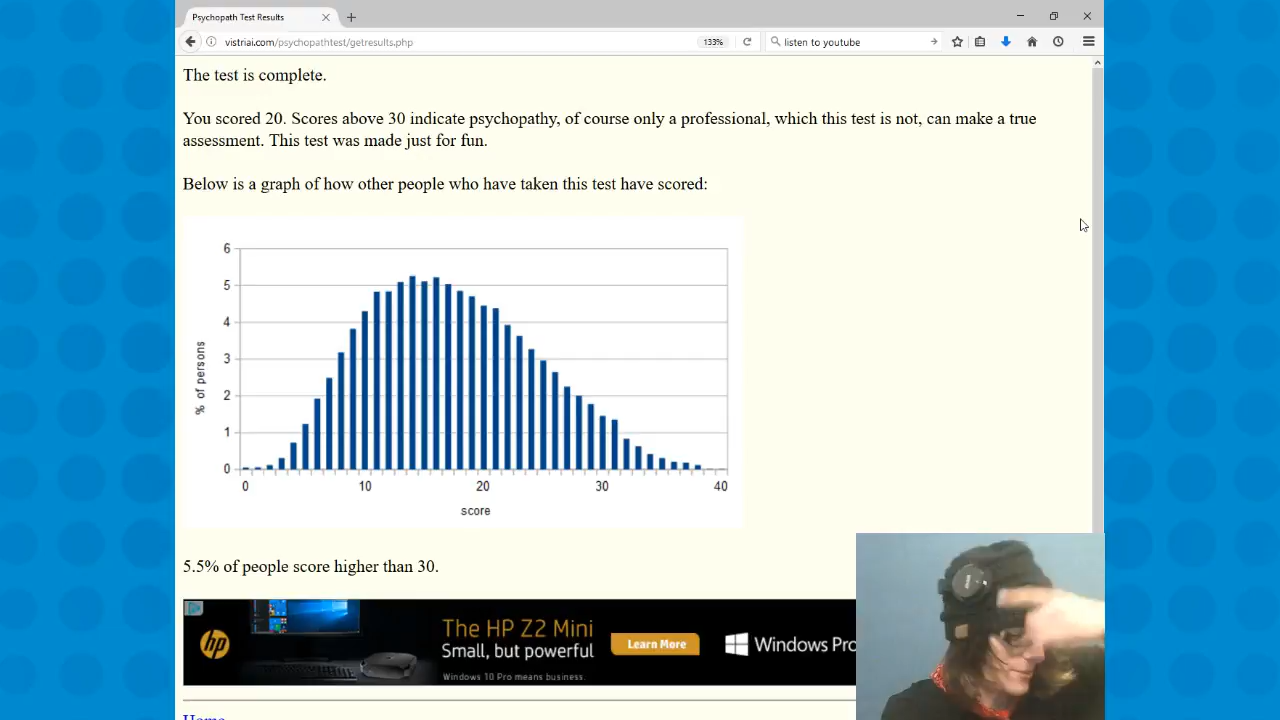 Psychopath Test Results
vistriai.com/psychopathtest/getresults.php
133%
listen to youtube
The test is complete.
You scored 20. Scores above 30 indicate psychopathy, of course only a professional, which this test is not, can make a true
assessment. This test was made just for fun.
Below is a graph of how other people who have taken this test have scored:
6
5
4
3
2
1
0
% of persons
0 10 20 30 40
score
5.5% of people score higher than 30.
hp
The HP Z2 Mini
Small, but powerful
Windows 10 Pro means business.
Learn More
Windows Pro
Home